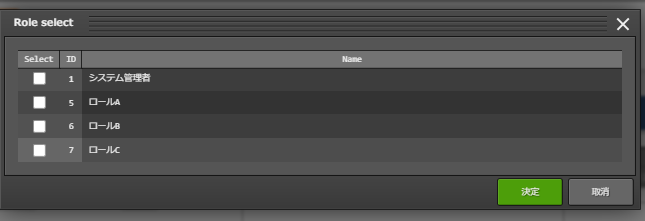 Role select
Select ID Name
1 システム管理者
5 ロールA
6 ロールB
7 ロールC
決定 取消